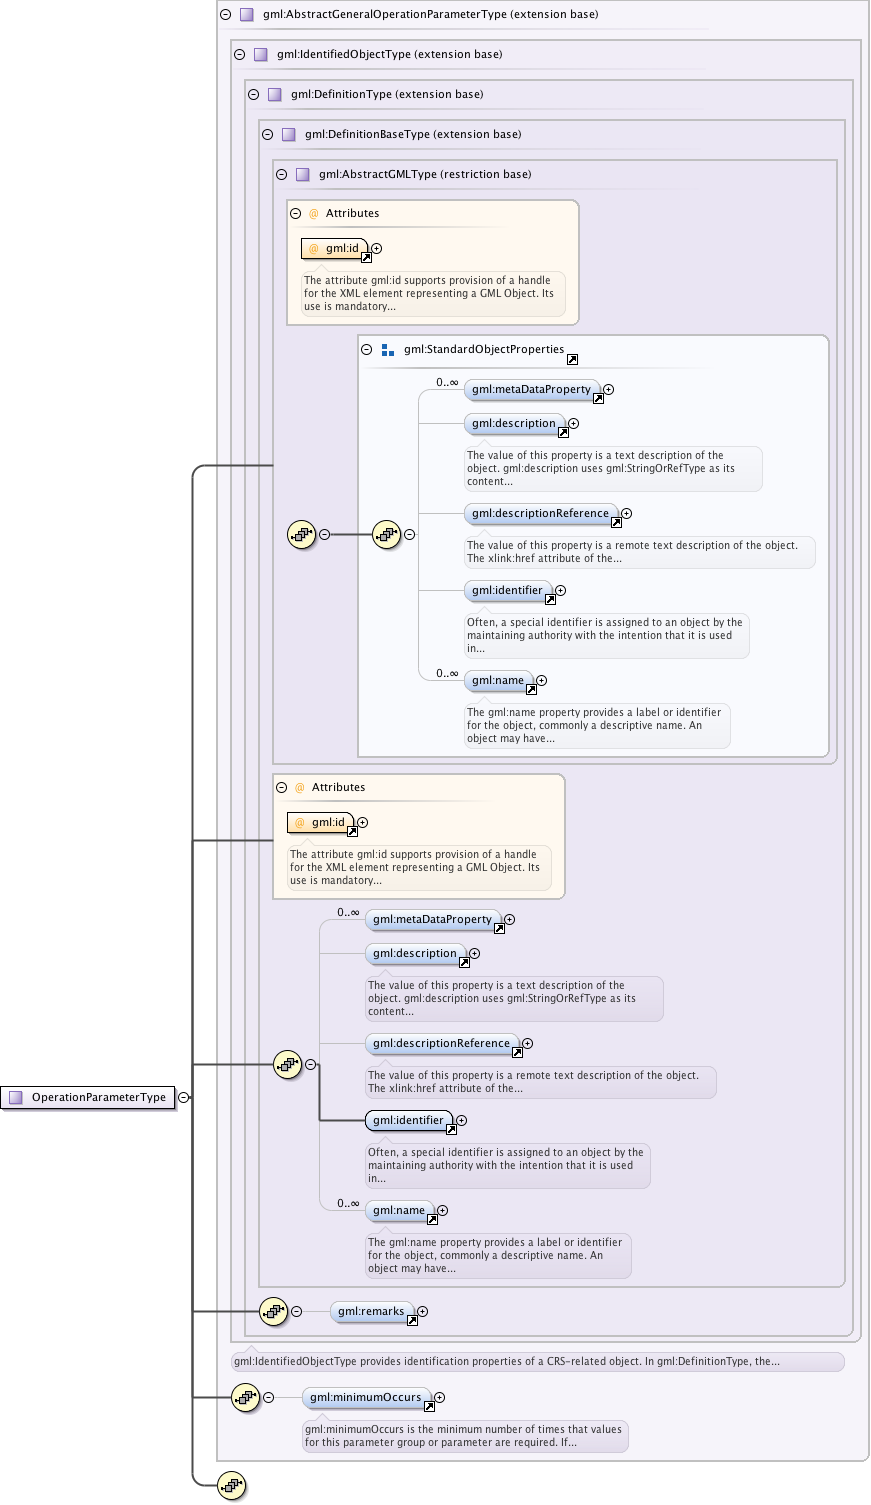 gml:AbstractGeneralOperationParameterType (extension base)
gml:IdentifiedObjectType (extension base)
gml:DefinitionType (extension base)
gml:DefinitionBaseType (extension base)
gml:AbstractGMLType (restriction base)
@ Attributes
@ gml:id
The attribute gml:id supports provision of a handle
for the XML element representing a GML Object. Its
use is mandatory...
gml:StandardObjectProperties
0..∞
gml:metaDataProperty
gml:description
The value of this property is a text description of the
object. gml:description uses gml:StringOrRefType as its
content...
gml:descriptionReference
The value of this property is a remote text description of the object.
The xlink:href attribute of the...
gml:identifier
Often, a special identifier is assigned to an object by the
maintaining authority with the intention that it is used
in...
0..∞
gml:name
The gml:name property provides a label or identifier
for the object, commonly a descriptive name. An
object may have...
@ Attributes
@ gml:id
The attribute gml:id supports provision of a handle
for the XML element representing a GML Object. Its
use is mandatory...
0..∞
gml:metaDataProperty
gml:description
The value of this property is a text description of the
object. gml:description uses gml:StringOrRefType as its
content...
gml:descriptionReference
The value of this property is a remote text description of the object.
The xlink:href attribute of the...
OperationParameterType
gml:identifier
Often, a special identifier is assigned to an object by the
maintaining authority with the intention that it is used
in...
0..∞
gml:name
The gml:name property provides a label or identifier
for the object, commonly a descriptive name. An
object may have...
gml:remarks
gml:IdentifiedObjectType provides identification properties of a CRS-related object. In gml:DefinitionType, the...
gml:minimumOccurs
gml:minimumOccurs is the minimum number of times that values
for this parameter group or parameter are required. If...